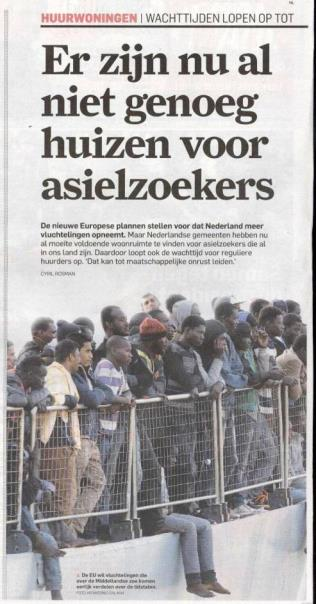 HUURWONINGEN | WACHTTIJDEN LOPEN OP TOT
Er zijn nu al
niet genoeg
huizen voor
asielzoekers
De nieuwe Europese plannen stellen voor dat Nederland meer
vluchtelingen opneemt. Maar Nederlandse gemeenten hebben nu
al moeite voldoende woonruimte te vinden voor asielzoekers die al
in ons land zijn. Daardoor loopt ook de wachttijd voor reguliere
huurders op. 'Dat kan tot maatschappelijke onrust leiden.'
CYRIL ROSMAN
De EU wil vluchtelingen die
over de Middellandse zee komen
eerlijk verdelen over de lidstaten.